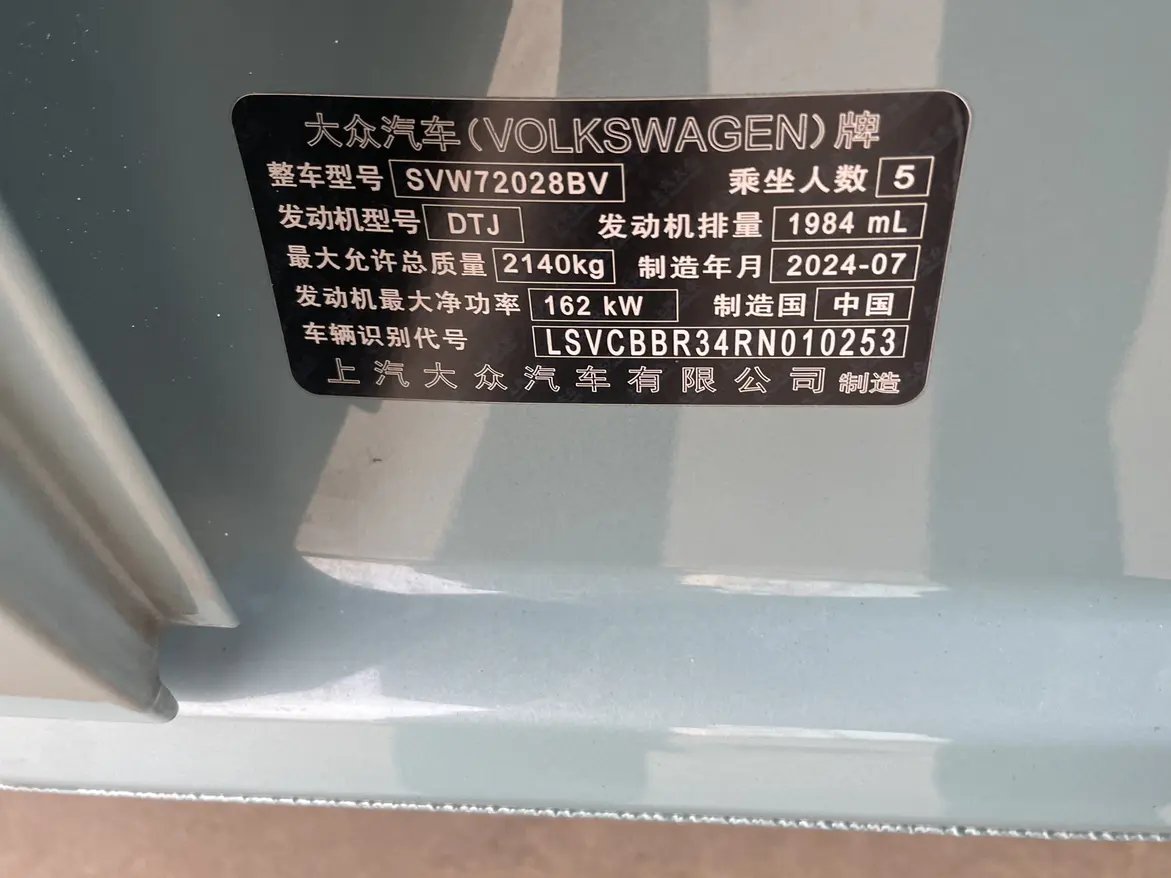 大众汽车(VOLKSWAGEN)牌
整车型号 SVW72028BV 乘坐人数 5
发动机型号 DTJ 发动机排量 1984 mL
最大允许总质量 2140kg 制造年月 2024-07
发动机最大净功率 162 kW 制造国 中国
车辆识别代号 LSVCBBR34RN010253
上汽大众汽车有限公司 制造